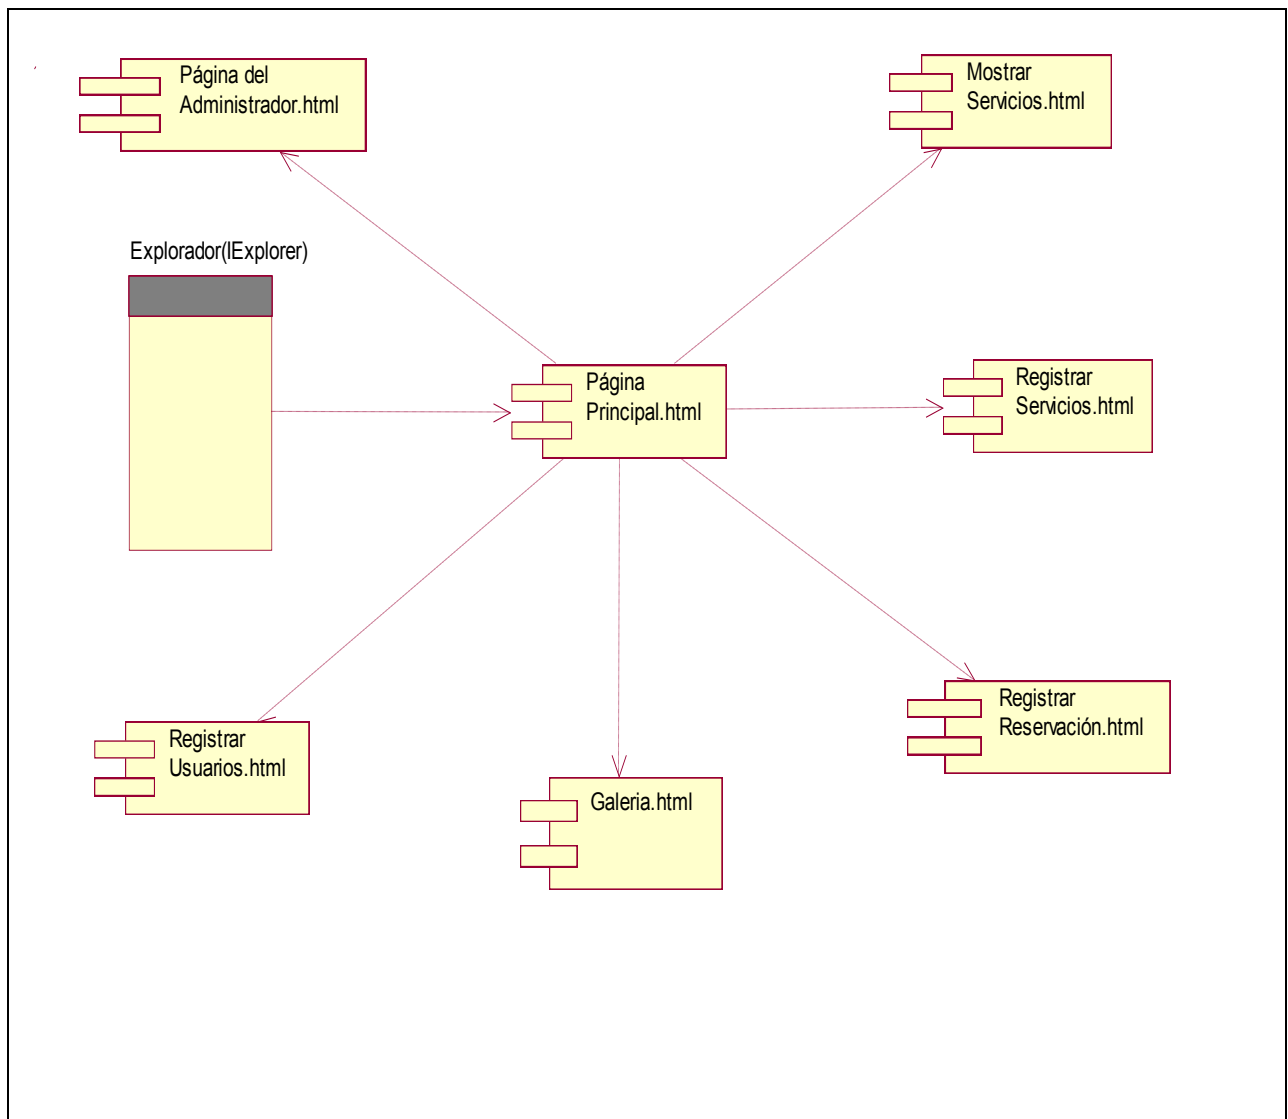 Página del
Administrador.html
Mostrar
Servicios.html
Explorador(IExplorer)
Página
Principal.html
Registrar
Servicios.html
Registrar
Reservación.html
Registrar
Usuarios.html
Galeria.html